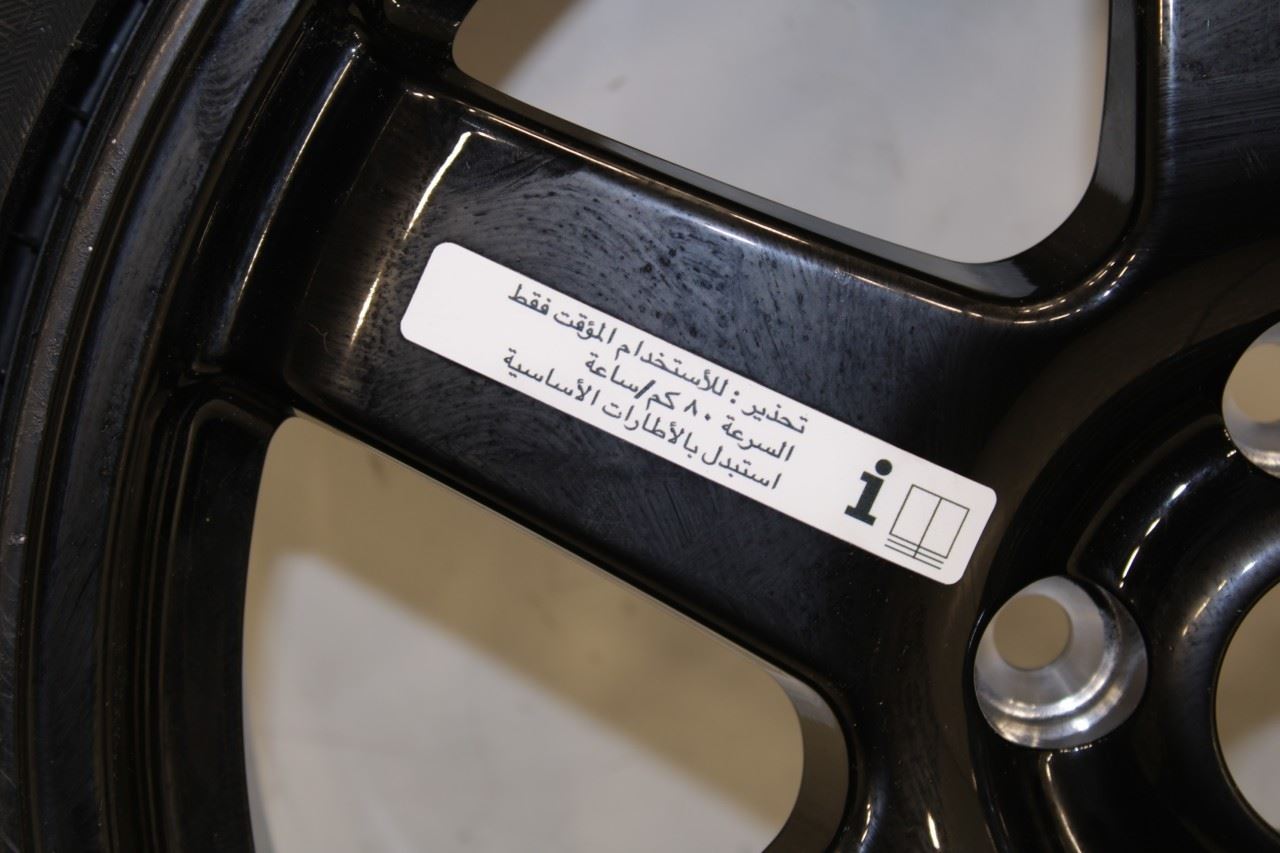 تحذير : للأستخدام المؤقت فقط
السرعة ٨٠ كم/ساعة
استبدل بالأطارات الأساسية
i